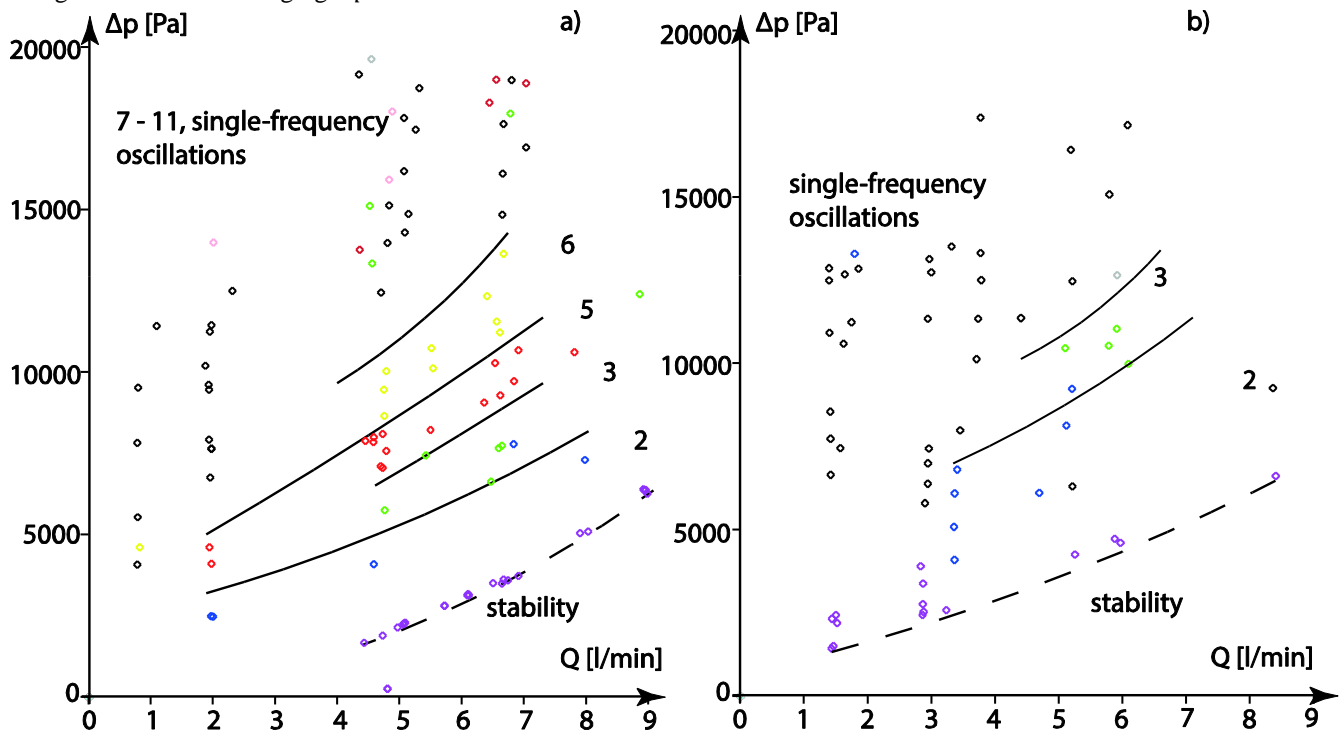 Δp [Pa]
a)
20000
7 - 11, single-frequency
oscillations
15000
6
5
10000
3
2
5000
stability
Q [l/min]
0
0 1 2 4 5 6 7 9
Δp [Pa]
b)
20000
single-frequency
oscillations
15000
3
10000
2
5000
stability
Q [l/min]
0
0 1 2 3 4 5 6 7 8 9